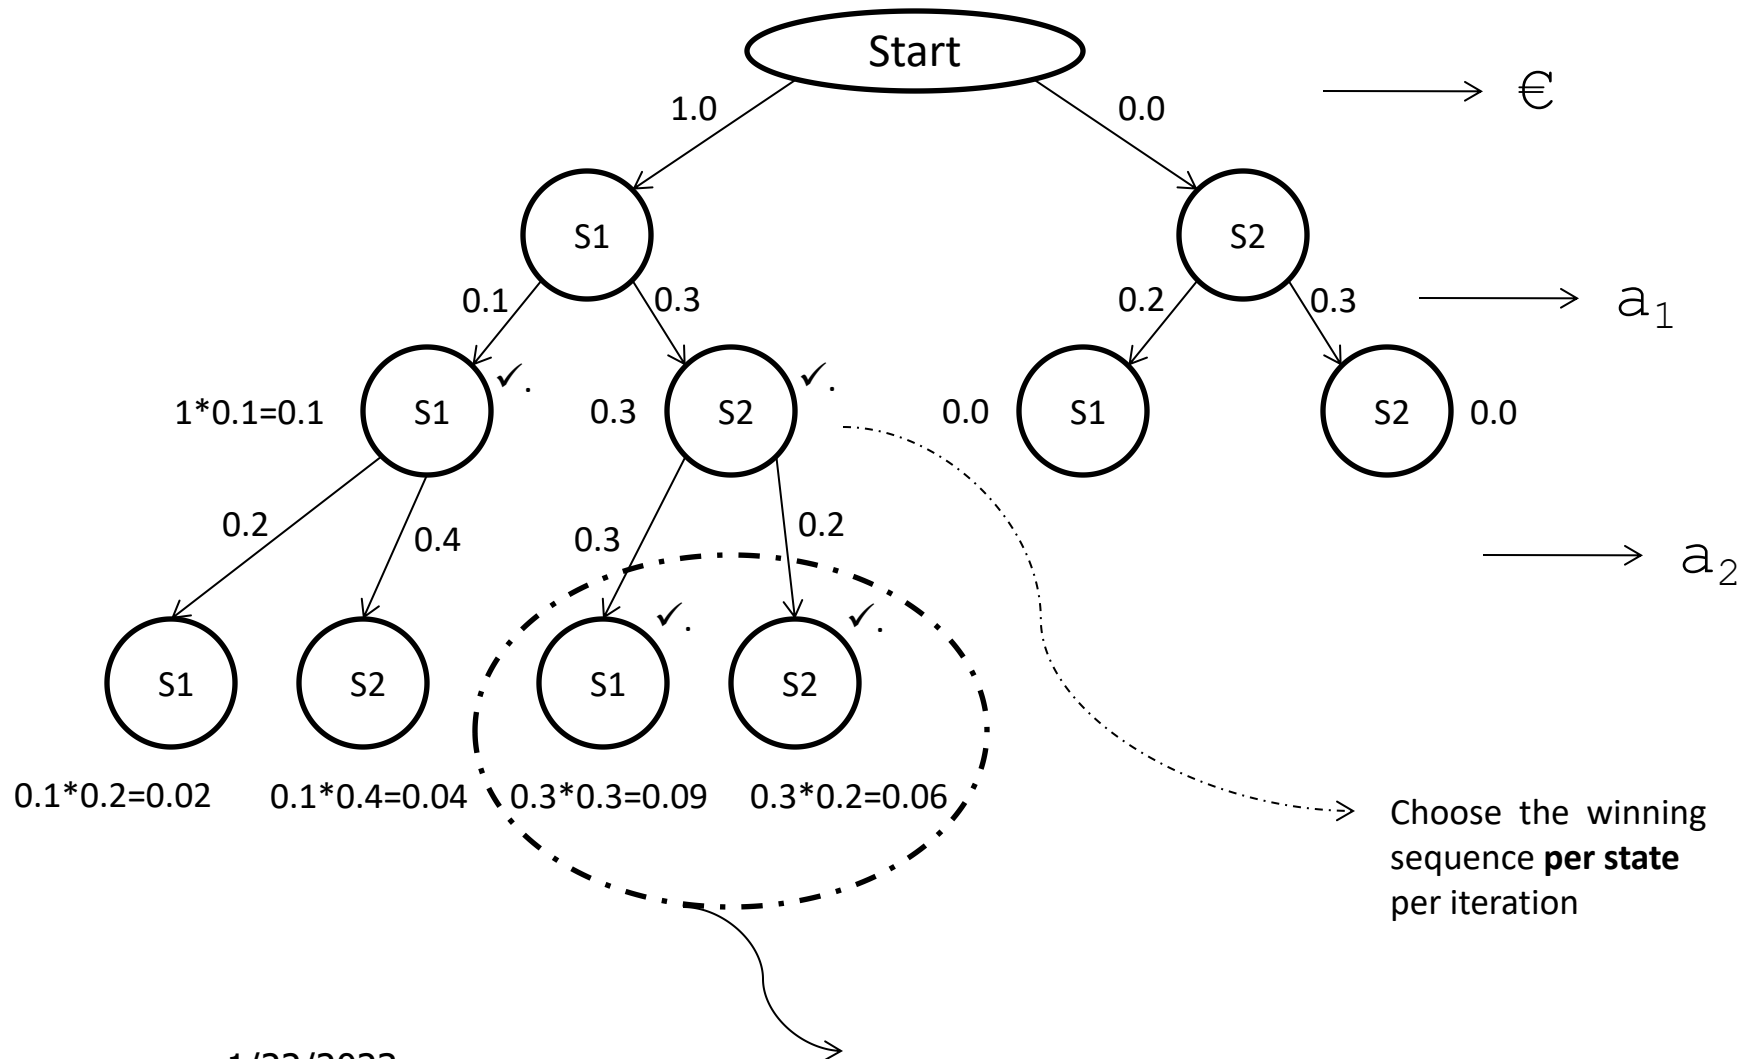 Start
1.0
0.0
€
S1
S2
0.1
0.3
0.2
0.3
a1
1*0.1=0.1
S1
✓.
0.3
S2
✓.
0.0
S1
S2
0.0
0.2
0.4
0.3
0.2
a2
S1
S2
S1
✓.
S2
✓.
0.1*0.2=0.02
0.1*0.4=0.04
0.3*0.3=0.09
0.3*0.2=0.06
Choose the winning
sequence per state
per iteration
1/22/2022